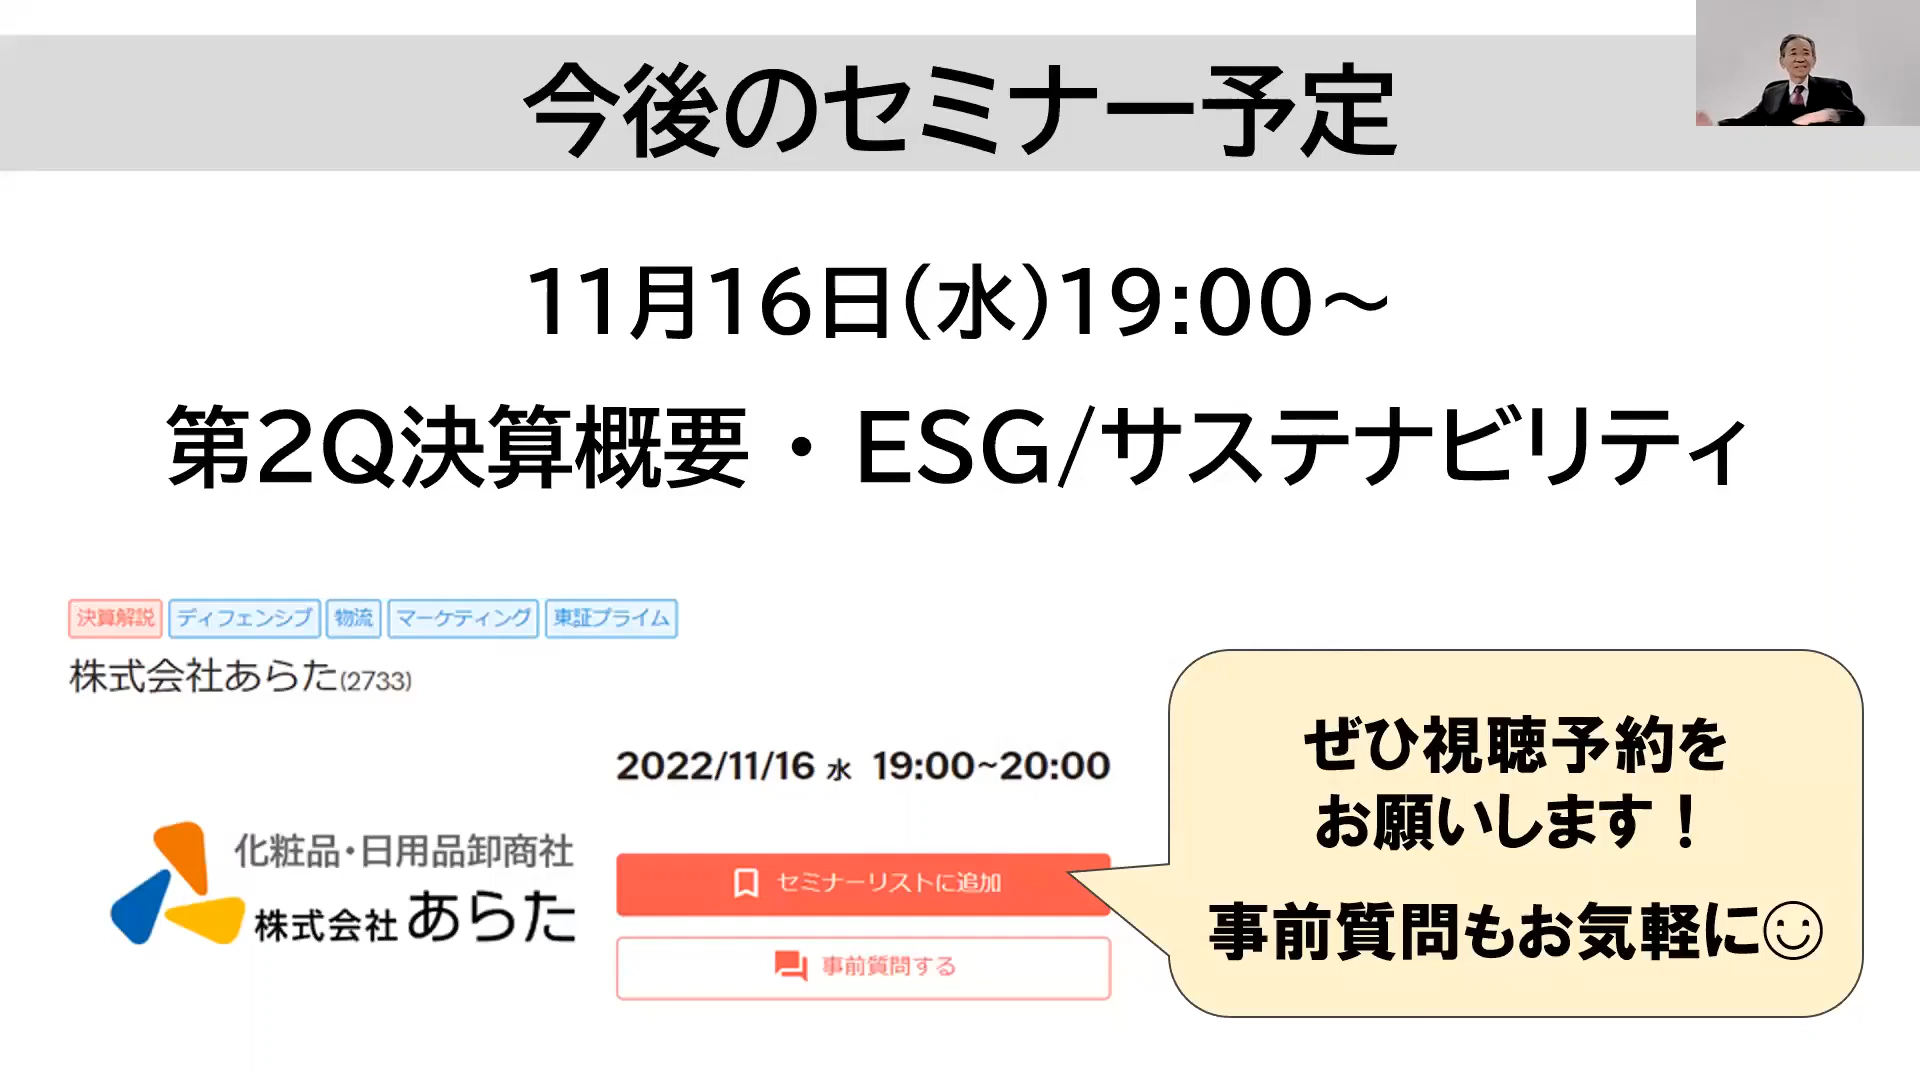 今後のセミナー予定
11月16日(水)19:00～
第2Q決算概要・ESG/サステナビリティ
決算解説 ディフェンシブ 物流 マーケティング 東証プライム
株式会社あらた(2733)
2022/11/16 水 19:00~20:00
化粧品・日用品卸商社
株式会社あらた
セミナーリストに追加
事前質問する
ぜひ視聴予約を
お願いします！
事前質問もお気軽に☺